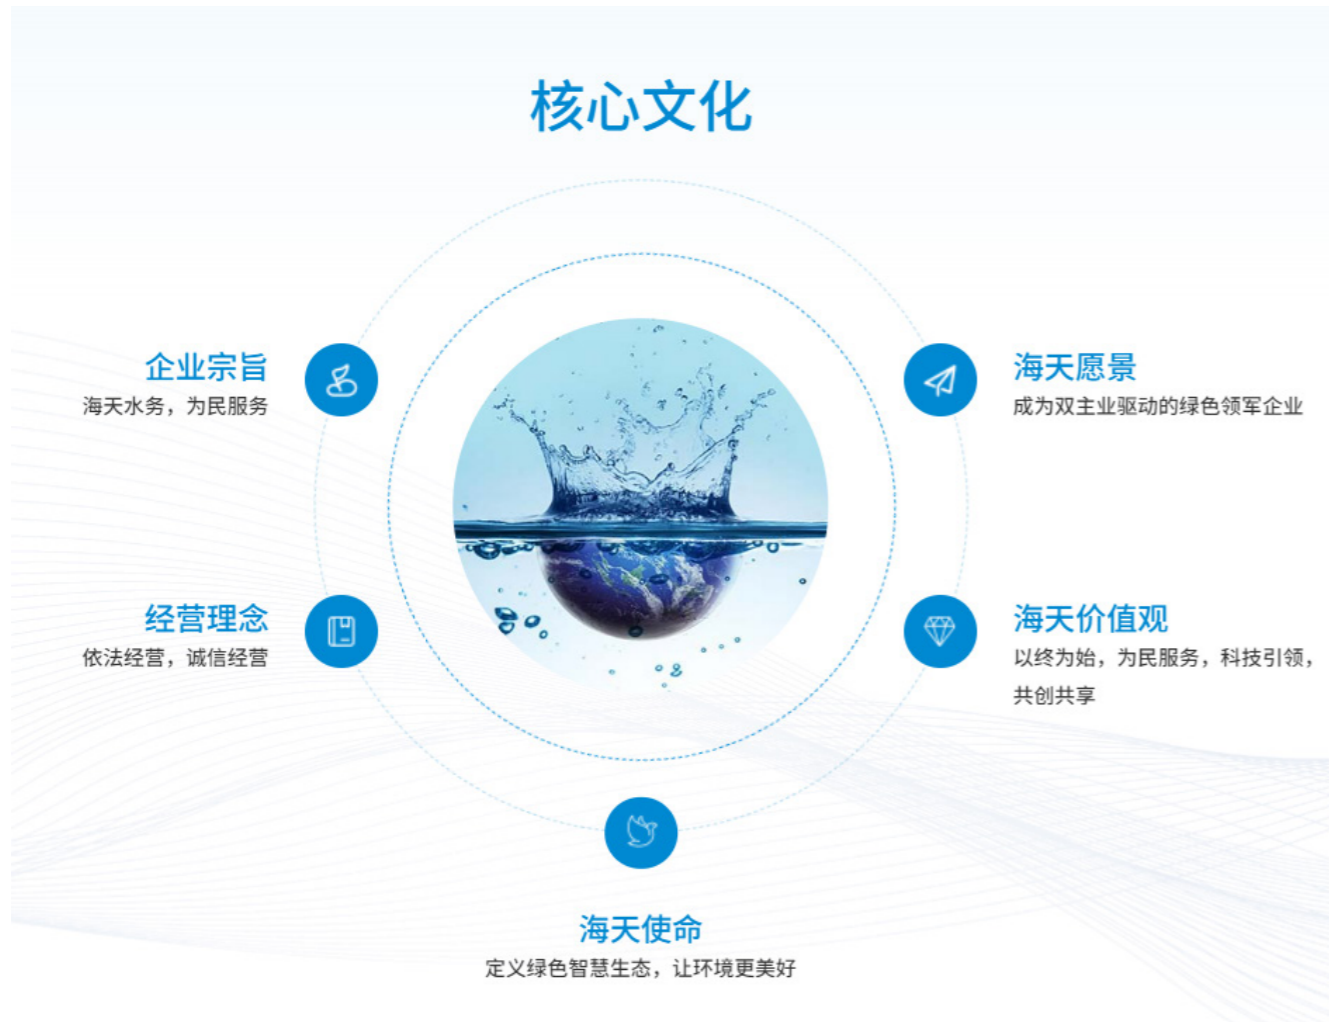 核心文化
企业宗旨
海天水务，为民服务
海天愿景
成为双主业驱动的绿色领军企业
经营理念
依法经营，诚信经营
海天价值观
以终为始，为民服务，科技引领，
共创共享
海天使命
定义绿色智慧生态，让环境更美好